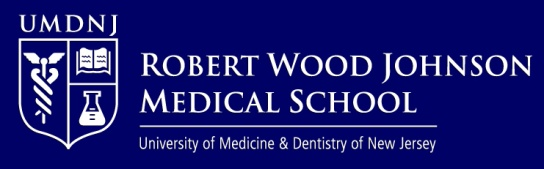 UMDNJ
ROBERT WOOD JOHNSON
MEDICAL SCHOOL
University of Medicine & Dentistry of New Jersey